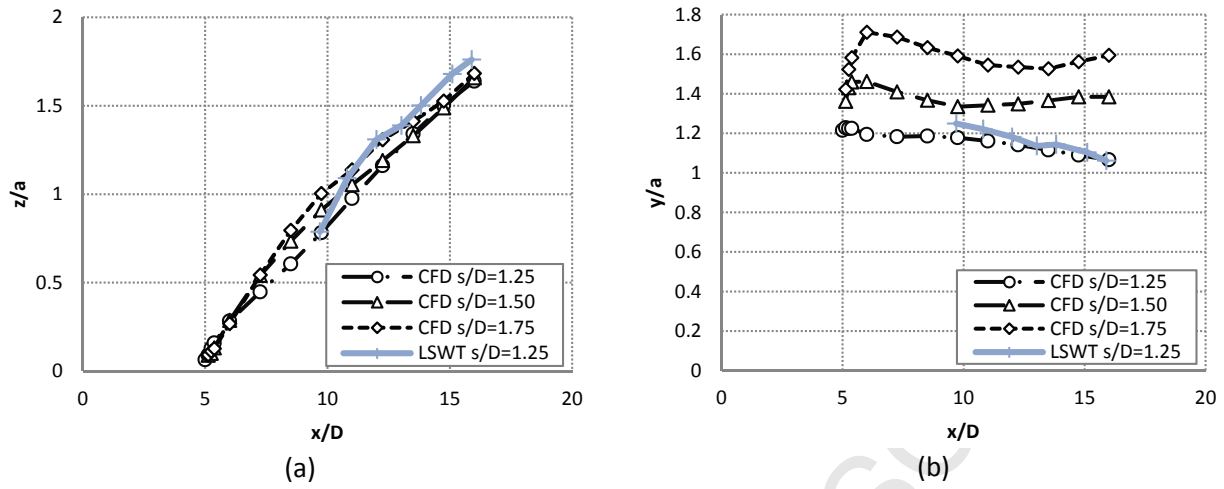 2
1.5
1
0.5
0
z/a
0
5
10
15
20
x/D
CFD s/D=1.25
CFD s/D=1.50
CFD s/D=1.75
LSWT s/D=1.25
(a)
1.8
1.6
1.4
1.2
1
0.8
0.6
0.4
0.2
0
y/a
0
5
10
15
20
x/D
CFD s/D=1.25
CFD s/D=1.50
CFD s/D=1.75
LSWT s/D=1.25
(b)